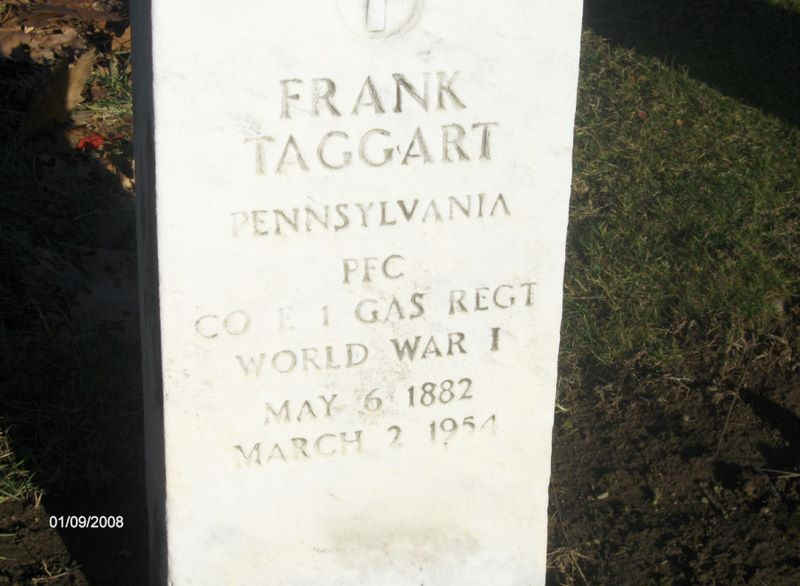 FRANK
TAGGART
PENNSYLVANIA
PFC
CO E 1 GAS REGT
WORLD WAR I
MAY 6 1882
MARCH 2 1954
01/09/2008